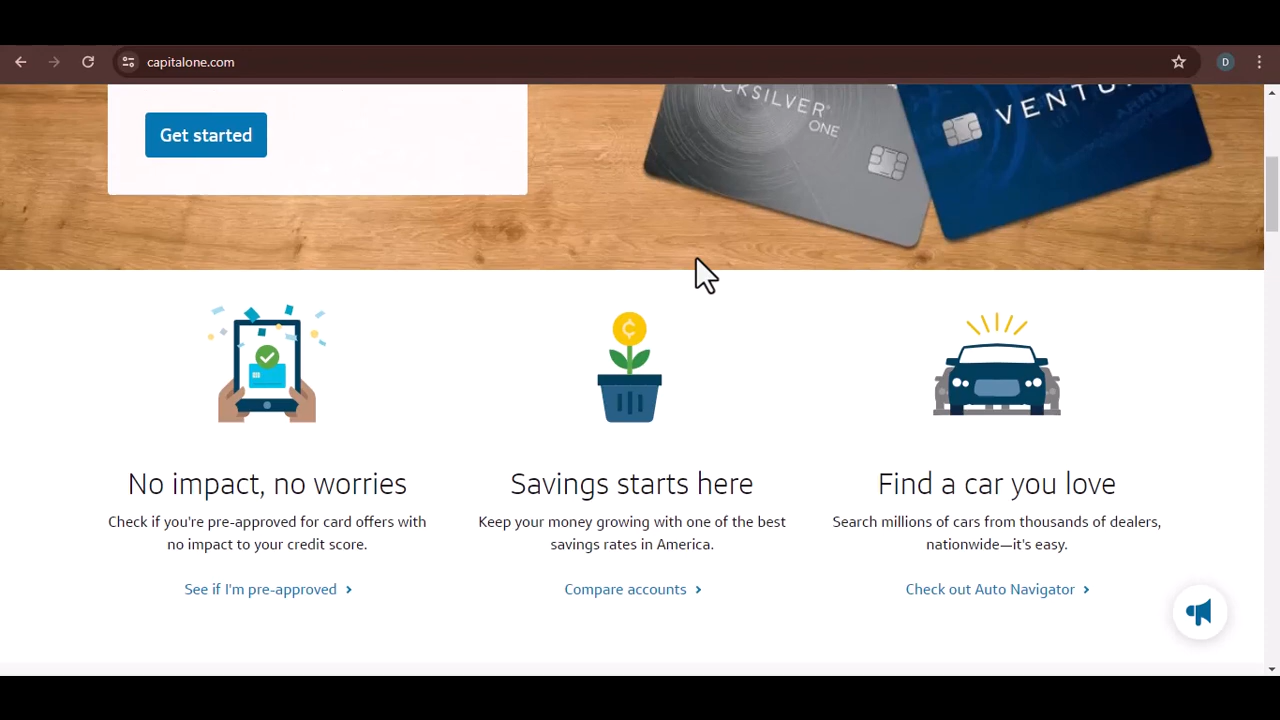 capitalone.com
D
Get started
ONE
No impact, no worries
Savings starts here
Find a car you love
Check if you're pre-approved for card offers with
no impact to your credit score.
Keep your money growing with one of the best
savings rates in America.
Search millions of cars from thousands of dealers,
nationwide—it's easy.
See if I'm pre-approved
Compare accounts
Check out Auto Navigator